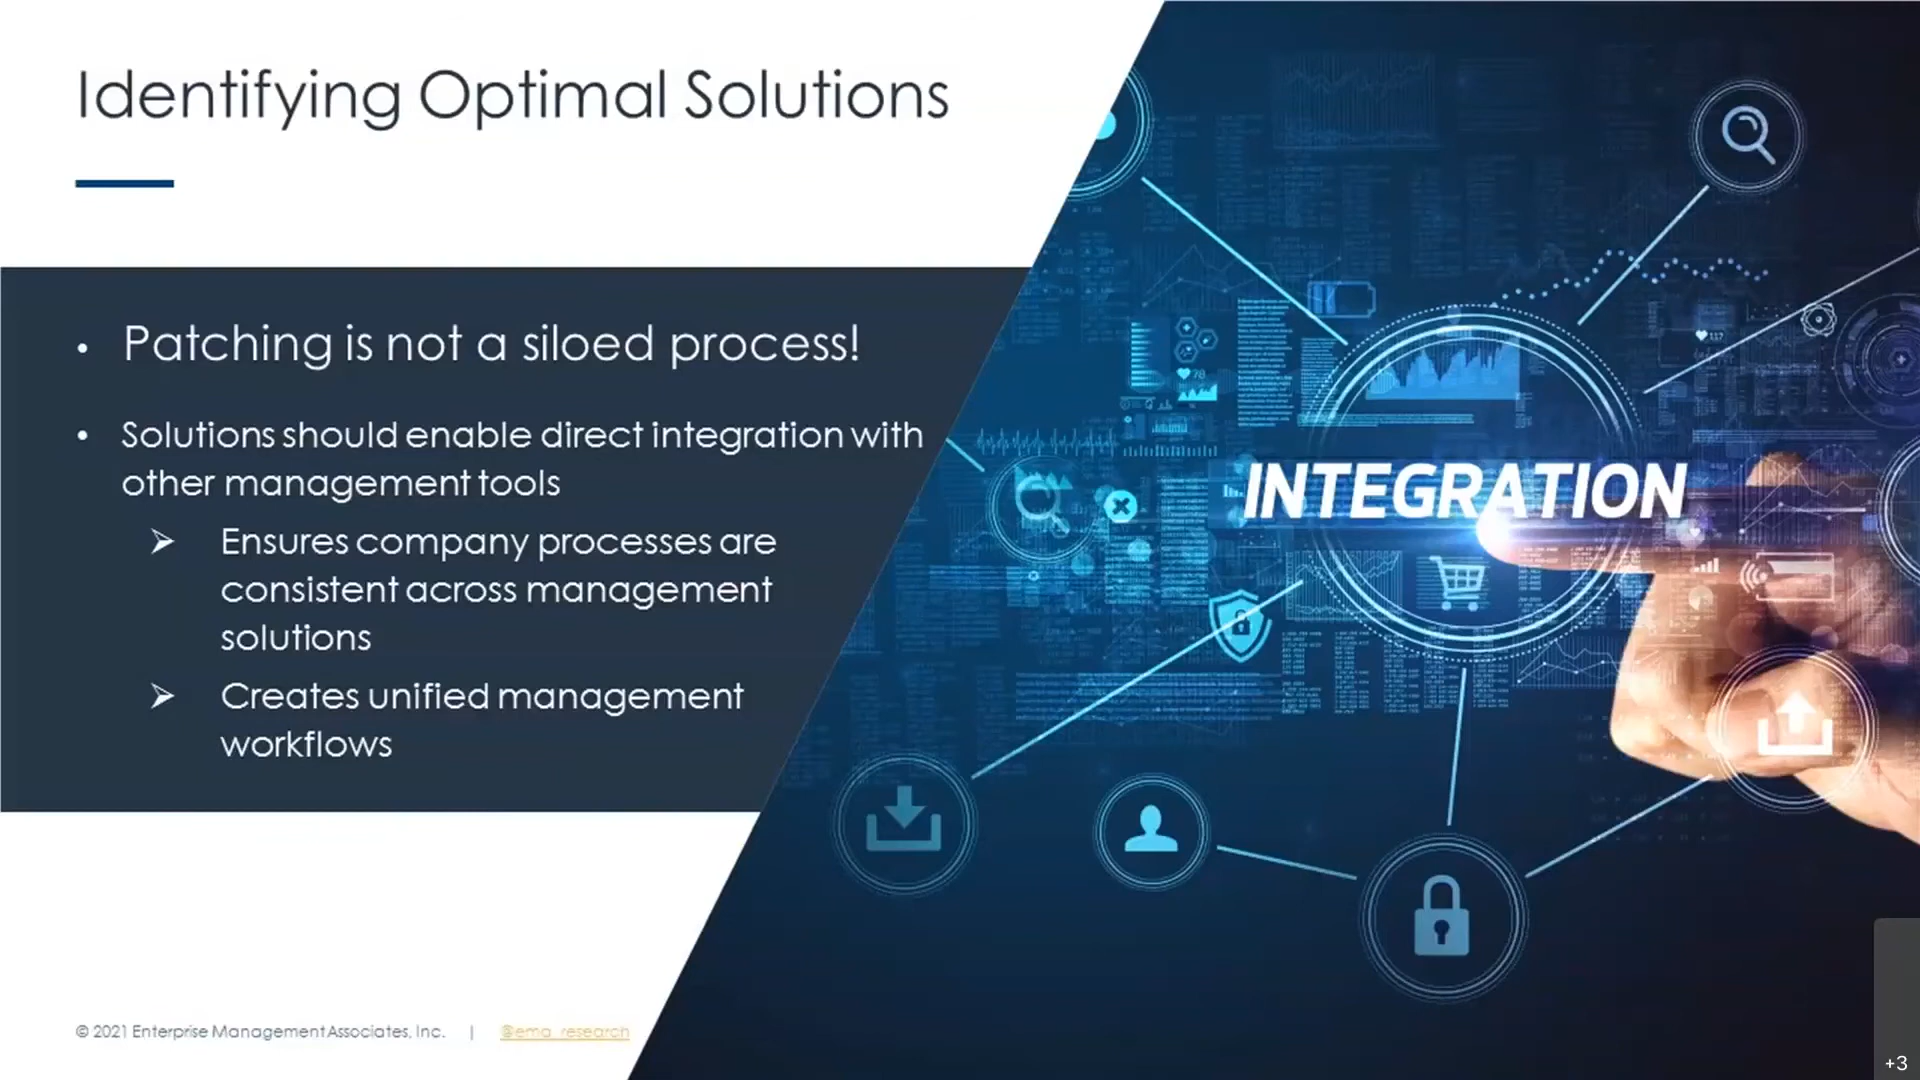 Identifying Optimal Solutions
• Patching is not a siloed process!
• Solutions should enable direct integration with
other management tools
➢ Ensures company processes are
consistent across management
solutions
➢ Creates unified management
workflows
INTEGRATION
© 2021 Enterprise Management Associates, Inc. | @ema_research
+3